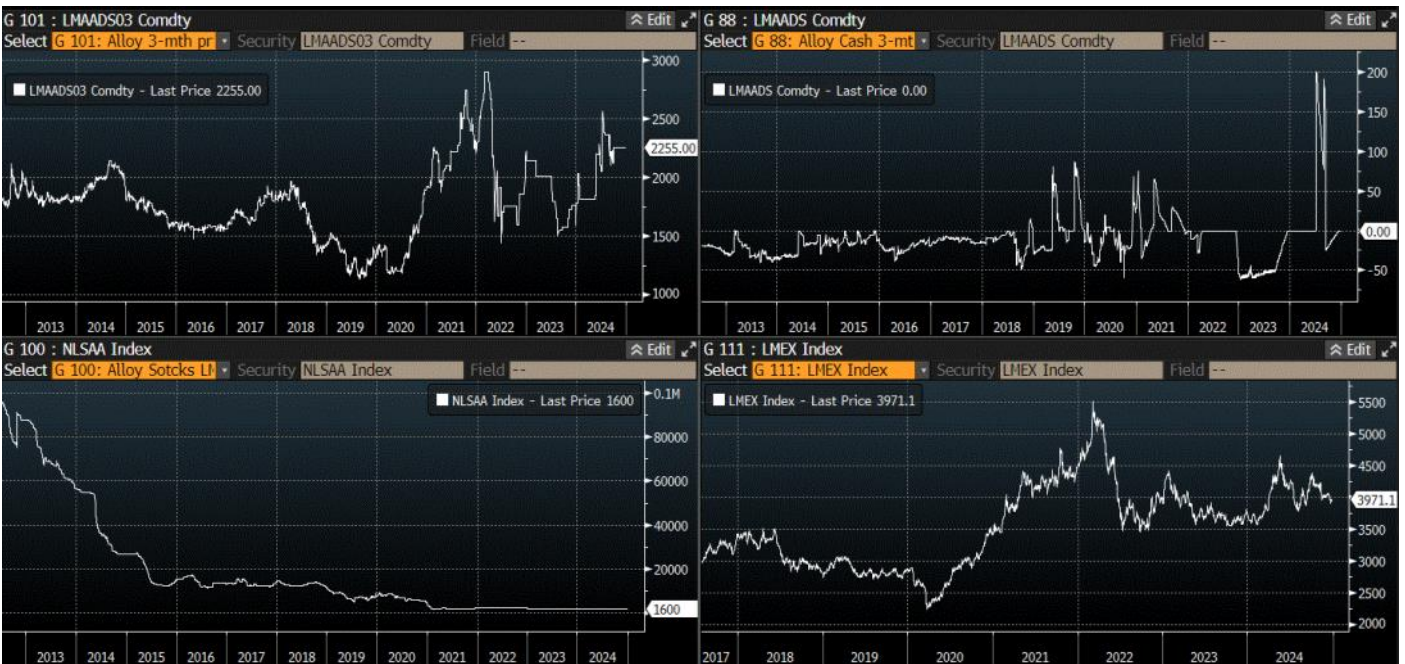 G 101 : LMAADS03 Comdty
Edit
Select G 101: Alloy 3-mth pr Security LMAADS03 Comdty Field --
LMAADS03 Comdty - Last Price 2255.00
3000
2500
2255.00
2000
1500
1000
2013 2014 2015 2016 2017 2018 2019 2020 2021 2022 2023 2024
G 88 : LMAADS Comdty
Edit
Select G 88: Alloy Cash 3-mt Security LMAADS Comdty Field --
LMAADS Comdty - Last Price 0.00
200
150
100
50
0.00
-50
2013 2014 2015 2016 2017 2018 2019 2020 2021 2022 2023 2024
G 100 : NLSAA Index
Edit
Select G 100: Alloy Sotcks LM Security NLSAA Index Field --
NLSAA Index - Last Price 1600
0.1M
80000
60000
40000
20000
1600
2013 2014 2015 2016 2017 2018 2019 2020 2021 2022 2023 2024
G 111 : LMEX Index
Edit
Select G 111: LMEX Index Security LMEX Index Field --
LMEX Index - Last Price 3971.1
5500
5000
4500
3971.1
3500
3000
2500
2000
2017 2018 2019 2020 2021 2022 2023 2024